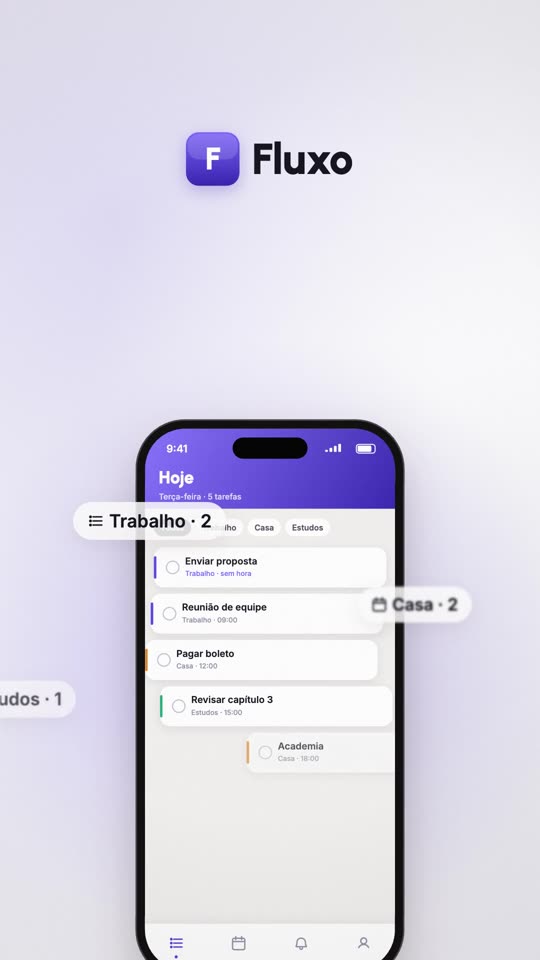 F Fluxo
9:41
Hoje
Terça-feira · 5 tarefas
Trabalho · 2
Casa
Estudos
Enviar proposta
Trabalho · sem hora
Reunião de equipe
Trabalho · 09:00
Casa · 2
Pagar boleto
Casa · 12:00
udos · 1
Revisar capítulo 3
Estudos · 15:00
Academia
Casa · 18:00